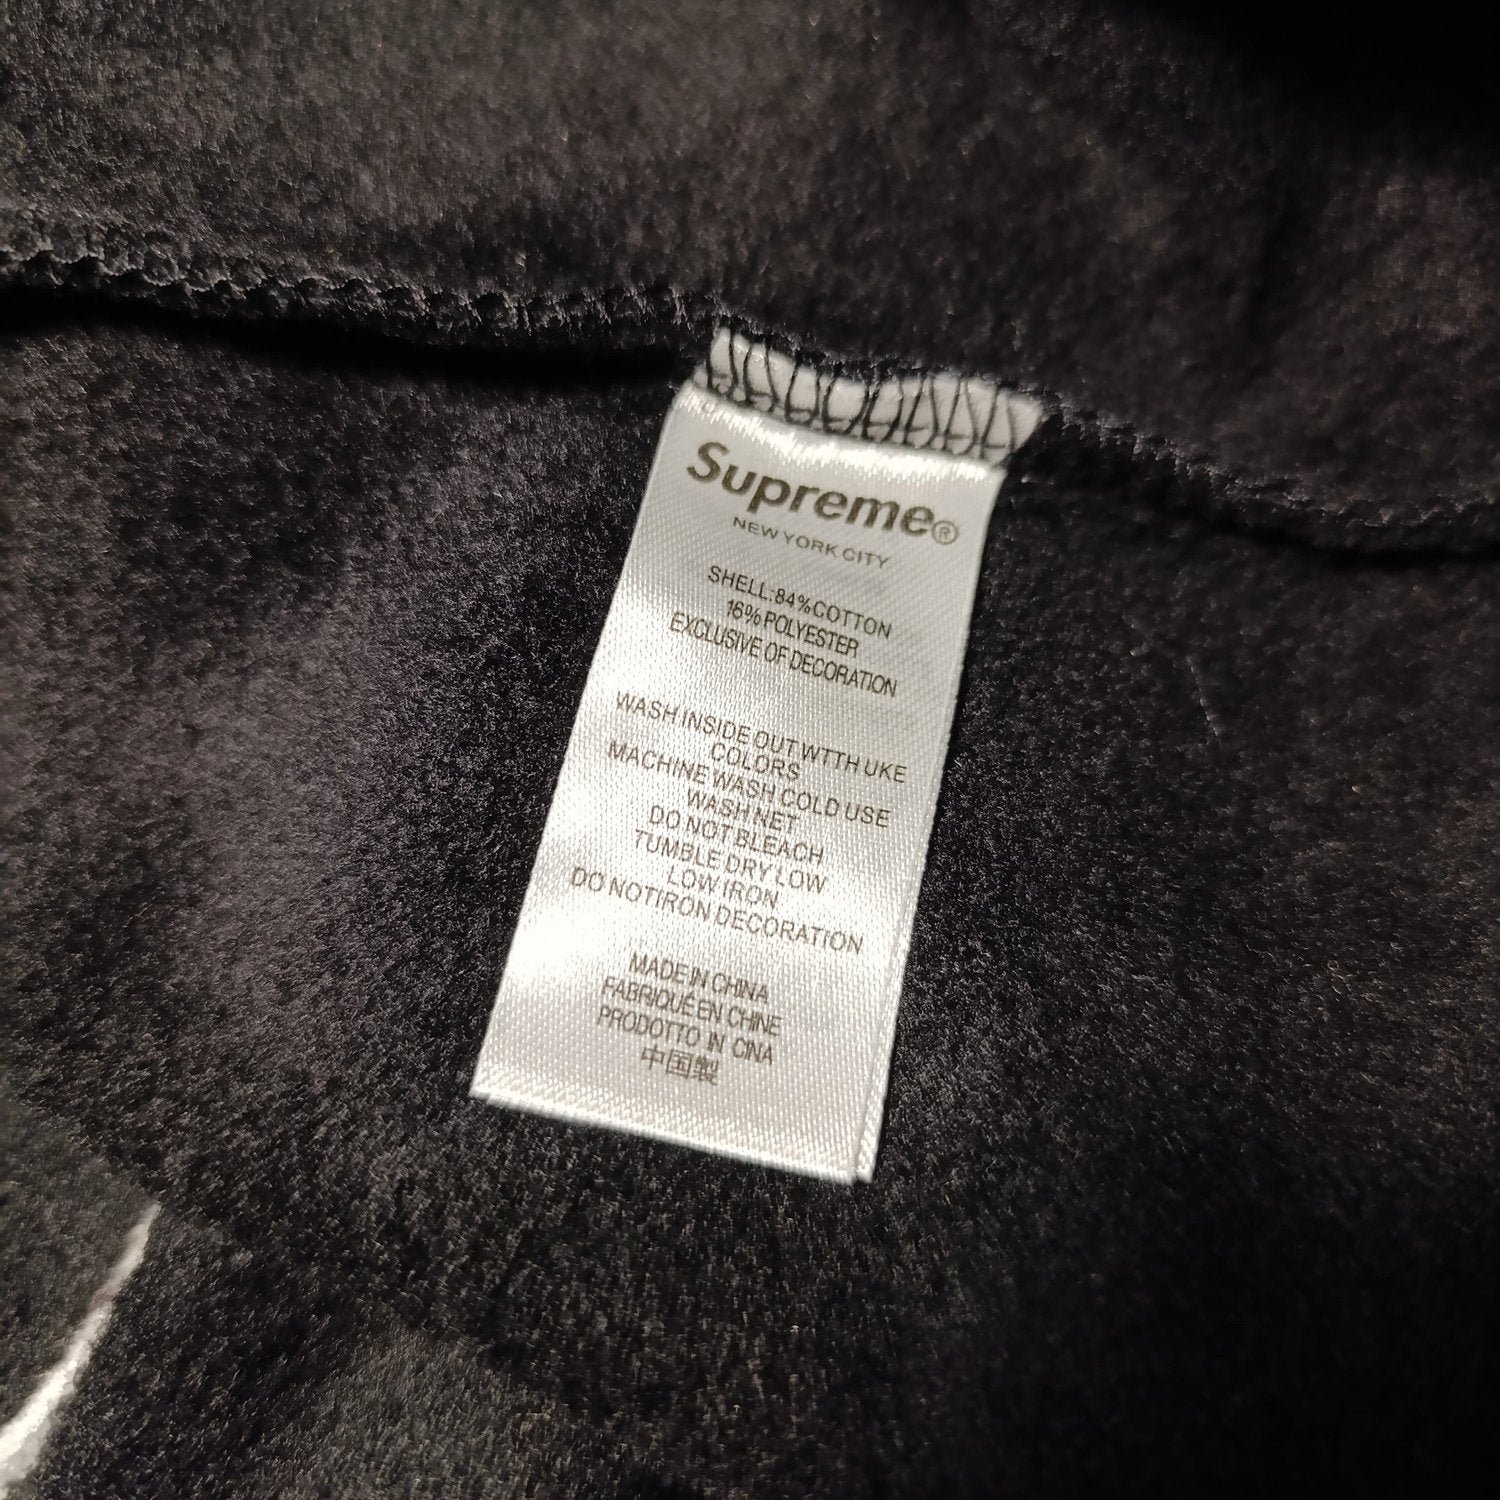 Supreme®
NEW YORK CITY
SHELL:84%COTTON
16%POLYESTER
EXCLUSIVE OF DECORATION
WASH INSIDE OUT WTTH UKE
COLORS
MACHINE WASH COLD USE
WASH NET
DO NOT BLEACH
TUMBLE DRY LOW
LOW IRON
DO NOTIRON DECORATION
MADE IN CHINA
FABRIQUÉ EN CHINE
PRODOTTO IN CINA
中国製